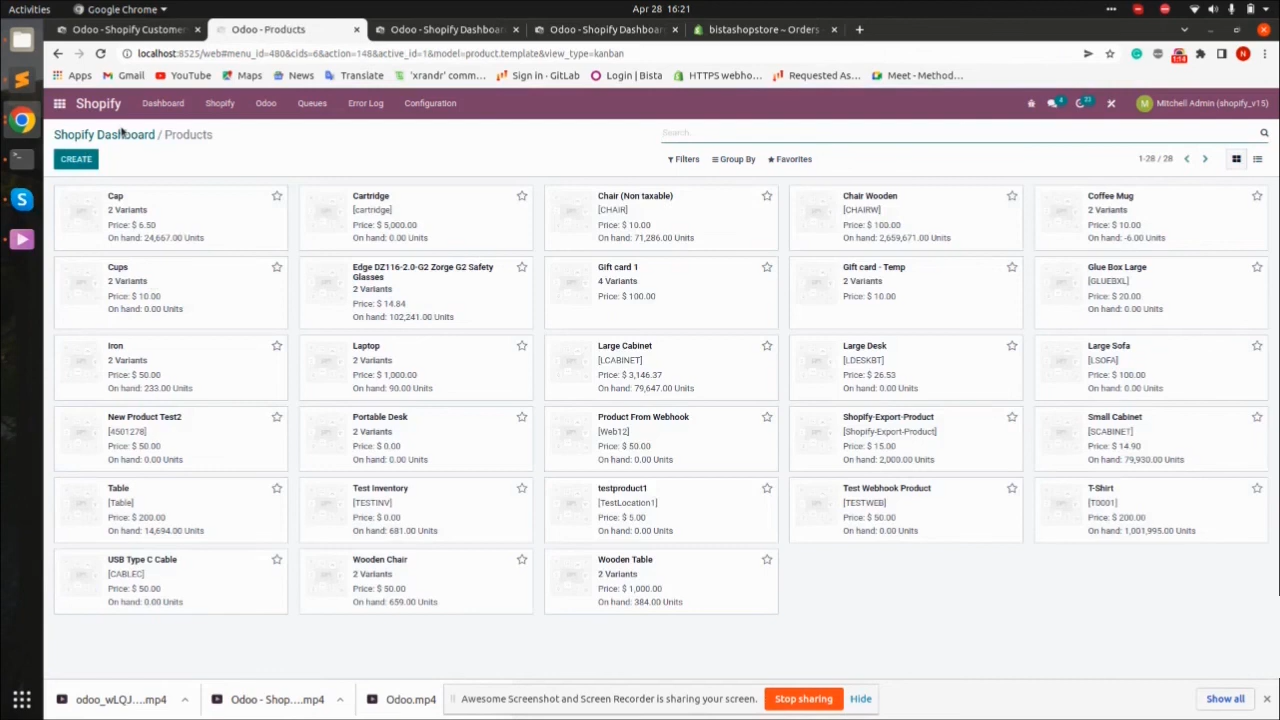 Activities
Google Chrome
Apr 28 16:21
Odoo - Shopify Customer
Odoo - Products
Odoo - Shopify Dashboard
Odoo - Shopify Dashboard
bistashopstore ~ Orders
localhost:8525/web#menu_id=480&cids=6&action=148&active_id=1&model=product.template&view_type=kanban
N
Apps
Gmail
YouTube
Maps
News
Translate
'xrandr' comm...
Sign in · GitLab
Login | Bista
HTTPS webho...
Requested As...
Meet - Method...
Shopify
Dashboard
Shopify
Odoo
Queues
Error Log
Configuration
4
23
M
Mitchell Admin (shopify_v15)
Shopify Dashboard / Products
Search...
CREATE
Filters
Group By
Favorites
1-28 / 28
Cap
2 Variants
Price: $ 6.50
On hand: 24,667.00 Units
Cartridge
[cartridge]
Price: $ 5,000.00
On hand: 0.00 Units
Chair (Non taxable)
[CHAIR]
Price: $ 10.00
On hand: 71,286.00 Units
Chair Wooden
[CHAIRW]
Price: $ 100.00
On hand: 2,659,671.00 Units
Coffee Mug
2 Variants
Price: $ 10.00
On hand: -6.00 Units
Cups
2 Variants
Price: $ 10.00
On hand: 0.00 Units
Edge DZ116-2.0-G2 Zorge G2 Safety
Glasses
2 Variants
Price: $ 14.84
On hand: 102,241.00 Units
Gift card 1
4 Variants
Price: $ 100.00
Gift card - Temp
2 Variants
Price: $ 10.00
Glue Box Large
[GLUEBXL]
Price: $ 20.00
On hand: 0.00 Units
Iron
2 Variants
Price: $ 50.00
On hand: 233.00 Units
Laptop
2 Variants
Price: $ 1,000.00
On hand: 90.00 Units
Large Cabinet
[LCABINET]
Price: $ 3,146.37
On hand: 79,647.00 Units
Large Desk
[LDESKBT]
Price: $ 26.53
On hand: 0.00 Units
Large Sofa
[LSOFA]
Price: $ 100.00
On hand: 0.00 Units
New Product Test2
[4501278]
Price: $ 50.00
On hand: 0.00 Units
Portable Desk
2 Variants
Price: $ 0.00
On hand: 0.00 Units
Product From Webhook
[Web12]
Price: $ 50.00
On hand: 0.00 Units
Shopify-Export-Product
[Shopify-Export-Product]
Price: $ 15.00
On hand: 2,000.00 Units
Small Cabinet
[SCABINET]
Price: $ 14.90
On hand: 79,930.00 Units
Table
[Table]
Price: $ 200.00
On hand: 14,694.00 Units
Test Inventory
[TESTINV]
Price: $ 0.00
On hand: 681.00 Units
testproduct1
[TestLocation1]
Price: $ 5.00
On hand: 0.00 Units
Test Webhook Product
[TESTWEB]
Price: $ 50.00
On hand: 0.00 Units
T-Shirt
[T0001]
Price: $ 200.00
On hand: 1,001,995.00 Units
USB Type C Cable
[CABLEC]
Price: $ 50.00
On hand: 0.00 Units
Wooden Chair
2 Variants
Price: $ 50.00
On hand: 659.00 Units
Wooden Table
2 Variants
Price: $ 1,000.00
On hand: 384.00 Units
odoo_wLQJ....mp4
Odoo - Shop....mp4
Odoo.mp4
Awesome Screenshot and Screen Recorder is sharing your screen.
Stop sharing
Hide
Show all